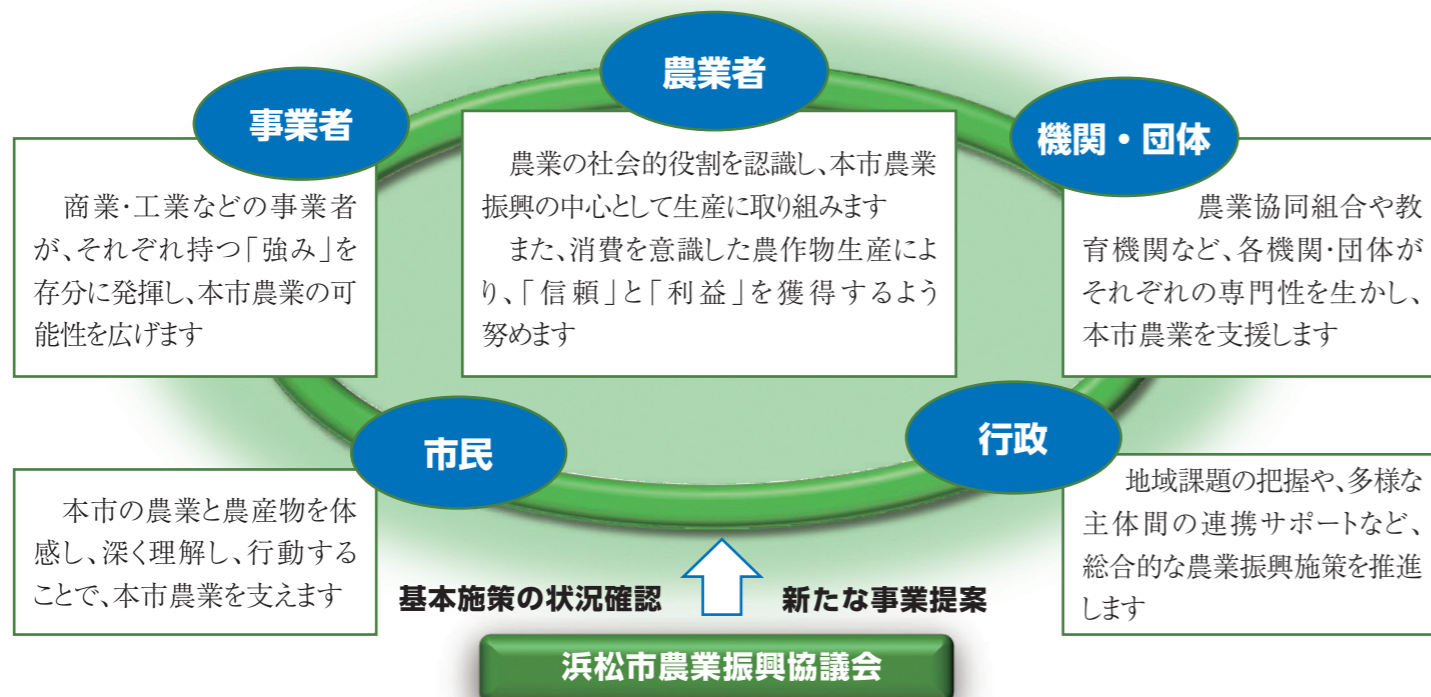 農業者
農業の社会的役割を認識し、本市農業
振興の中心として生産に取り組みます
また、消費を意識した農作物生産によ
り、「信頼」と「利益」を獲得するよう
努めます
事業者
商業・工業などの事業者
が、それぞれ持つ「強み」を
存分に発揮し、本市農業の可
能性を広げます
機関・団体
農業協同組合や教
育機関など、各機関・団体が
それぞれの専門性を生かし、
本市農業を支援します
市民
本市の農業と農産物を体
感し、深く理解し、行動する
ことで、本市農業を支えます
行政
地域課題の把握や、多様な
主体間の連携サポートなど、
総合的な農業振興施策を推進
します
基本施策の状況確認
新たな事業提案
浜松市農業振興協議会